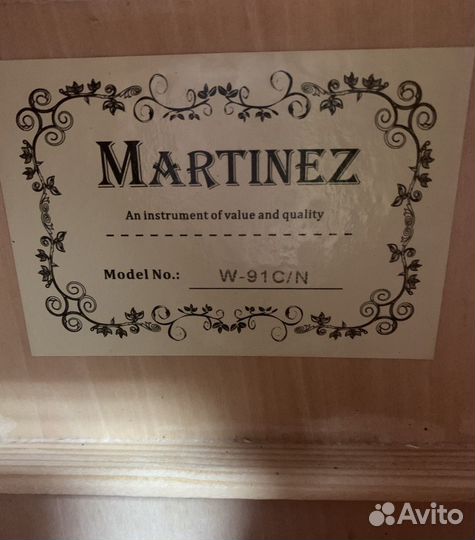 MARTINEZ
An instrument of value and quality
Model No.: W-91C/N
Avito